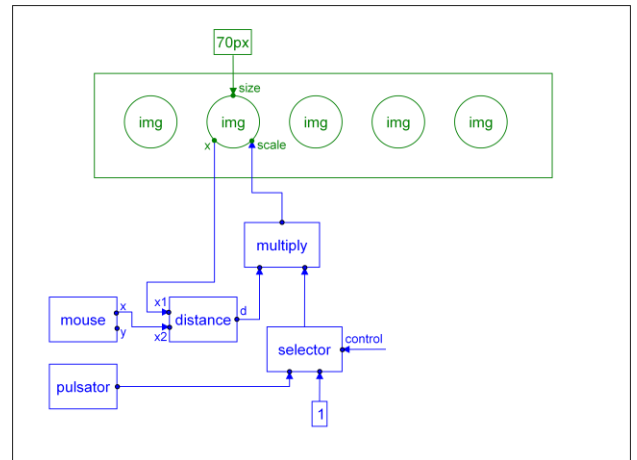 70px
size
img
img
img
img
img
x
scale
multiply
mouse
x
y
x1
x2
distance
d
selector
control
pulsator
1